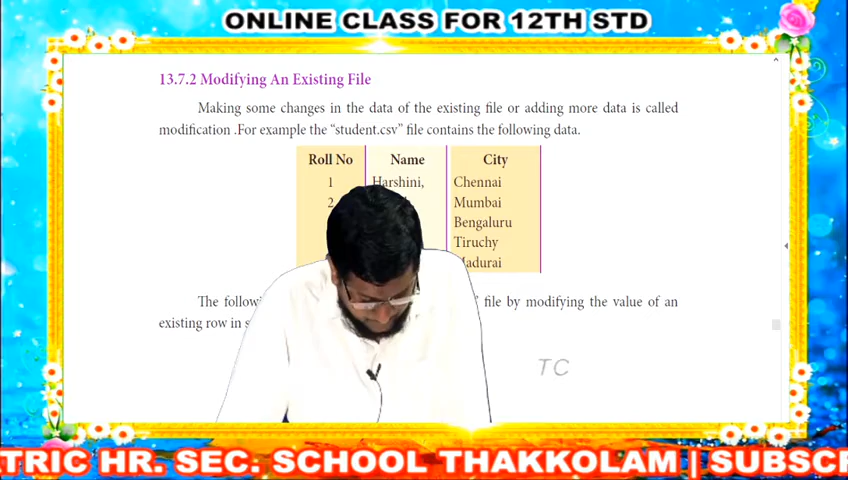 ONLINE CLASS FOR 12TH STD
13.7.2 Modifying An Existing File
Making some changes in the data of the existing file or adding more data is called
modification .For example the “student.csv” file contains the following data.
Roll No Name City
1 Harshini, Chennai
2 Mumbai
Bengaluru
Tiruchy
The file by modifying the value of an
existing row in
TC
TRIC HR. SEC. SCHOOL THAKKOLAM | SUBSCR